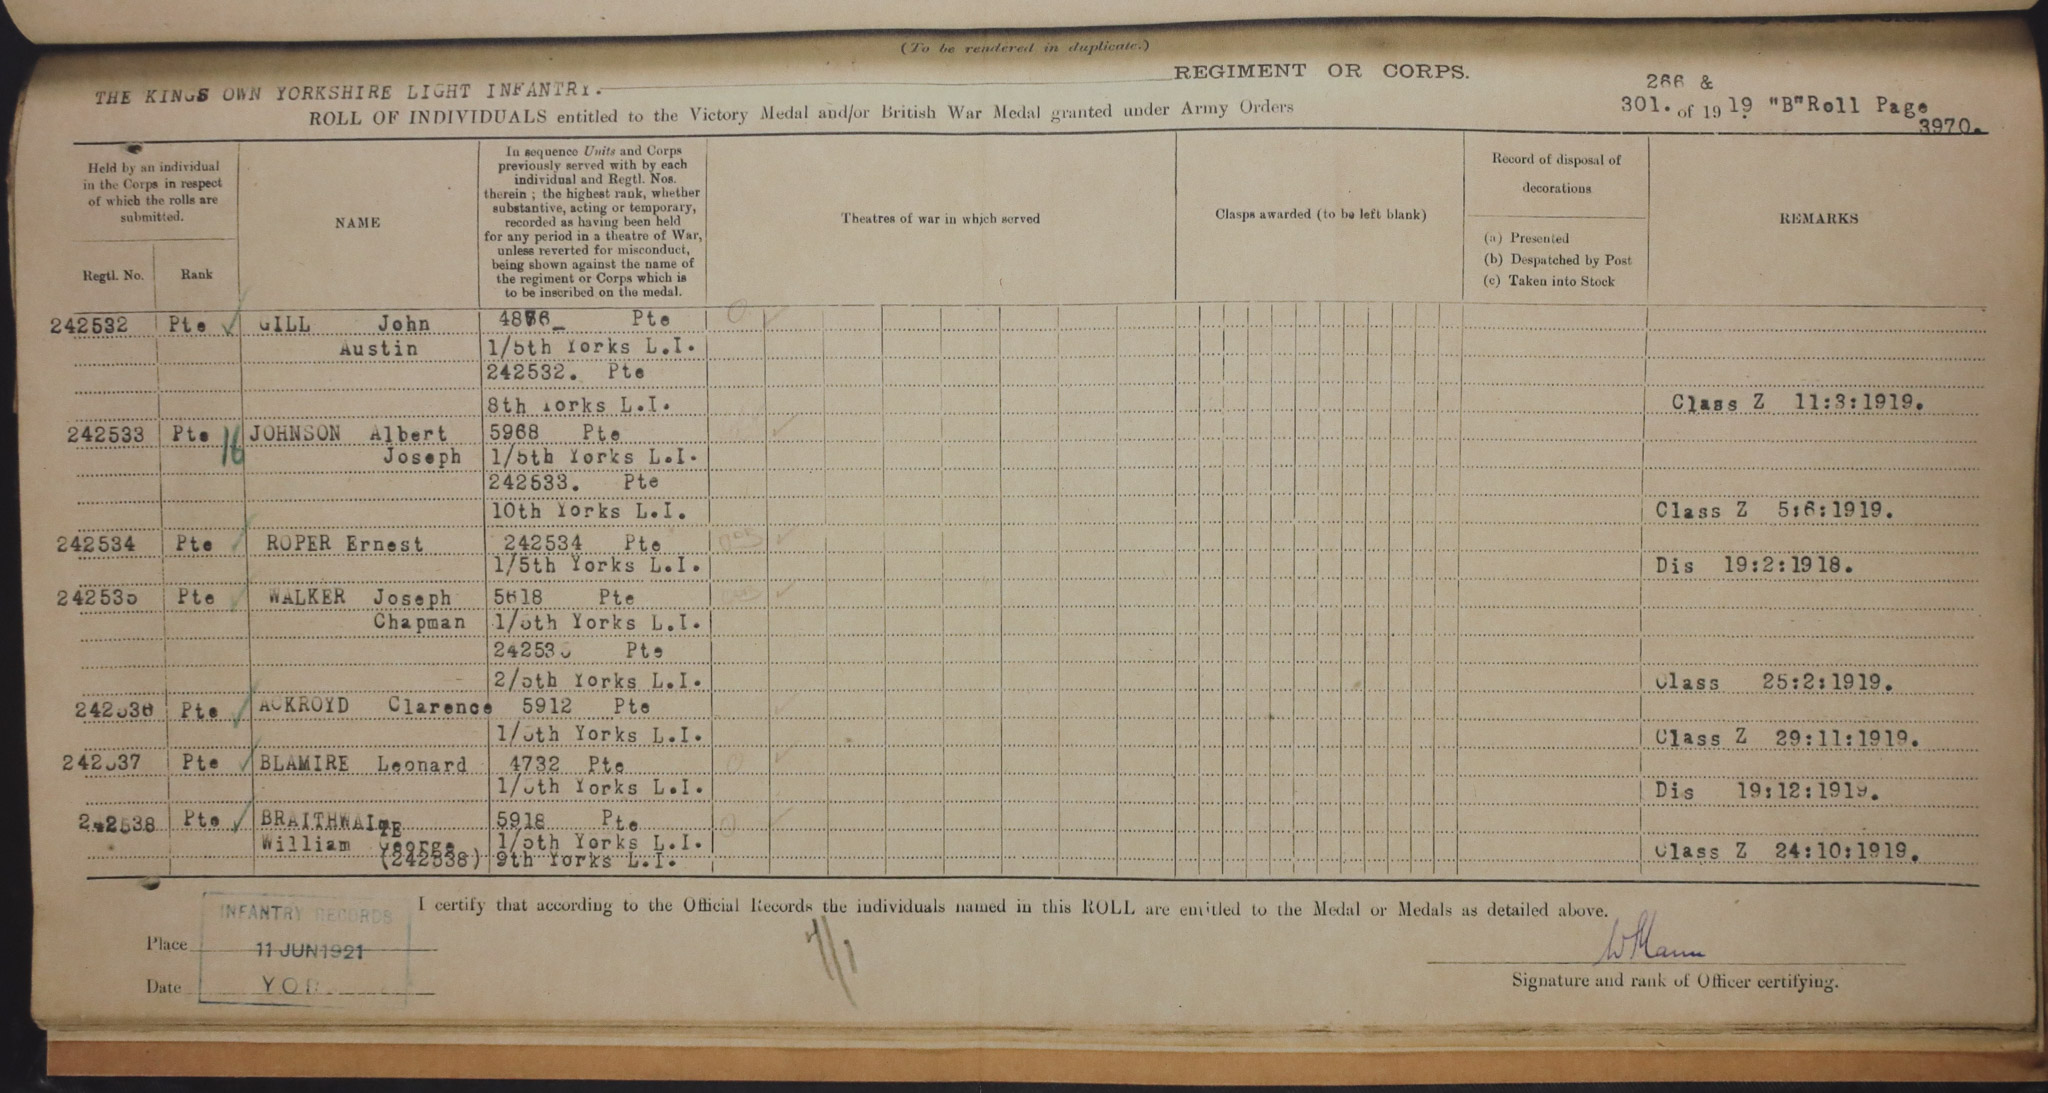 (To be rendered in duplicate.)
THE KINGS OWN YORKSHIRE LIGHT INFANTRY. REGIMENT OR CORPS. 266 &
ROLL OF INDIVIDUALS entitled to the Victory Medal and/or British War Medal granted under Army Orders 301. of 1919. "B" Roll Page
3970.
Held by an individual in the Corps in respect of which the rolls are submitted.
Regtl. No. Rank
NAME
In sequence Units and Corps
previously served with by each
individual and Regtl. Nos.
therein ; the highest rank, whether
substantive, acting or temporary,
recorded as having been held
for any period in a theatre of War,
unless reverted for misconduct,
being shown against the name of
the regiment or Corps which is
to be inscribed on the medal.
Theatres of war in which served
Clasps awarded (to be left blank)
Record of disposal of
decorations
(a) Presented
(b) Despatched by Post
(c) Taken into Stock
REMARKS
242532 Pte GILL John Pte
Austin 1/5th Yorks L.I.
242532. Pte
8th Yorks L.I. Class Z 11:3:1919.
242533 Pte 16 JOHNSON Albert 5968 Pte
Joseph 1/5th Yorks L.I.
242533. Pte
10th Yorks L.I. Class Z 5:6:1919.
242534 Pte ROPER Ernest 242534 Pte
1/5th Yorks L.I. Dis 19:2:1918.
242535 Pte WALKER Joseph 5618 Pte
Chapman 1/5th Yorks L.I.
242535 Pte
2/5th Yorks L.I. Class 25:2:1919.
242536 Pte ACKROYD Clarence 5912 Pte
1/5th Yorks L.I. Class Z 29:11:1919.
242537 Pte BLAMIRE Leonard 4732 Pte
1/5th Yorks L.I. Dis 19:12:1919.
242538 Pte BRAITHWAITE 5918 Pte
William George 1/5th Yorks L.I.
(242538) 9th Yorks L.I. Class Z 24:10:1919.
I certify that according to the Official Records the individuals named in this ROLL are entitled to the Medal or Medals as detailed above.
INFANTRY RECORDS
Place 11 JUN 1921
Date
Signature and rank of Officer certifying.